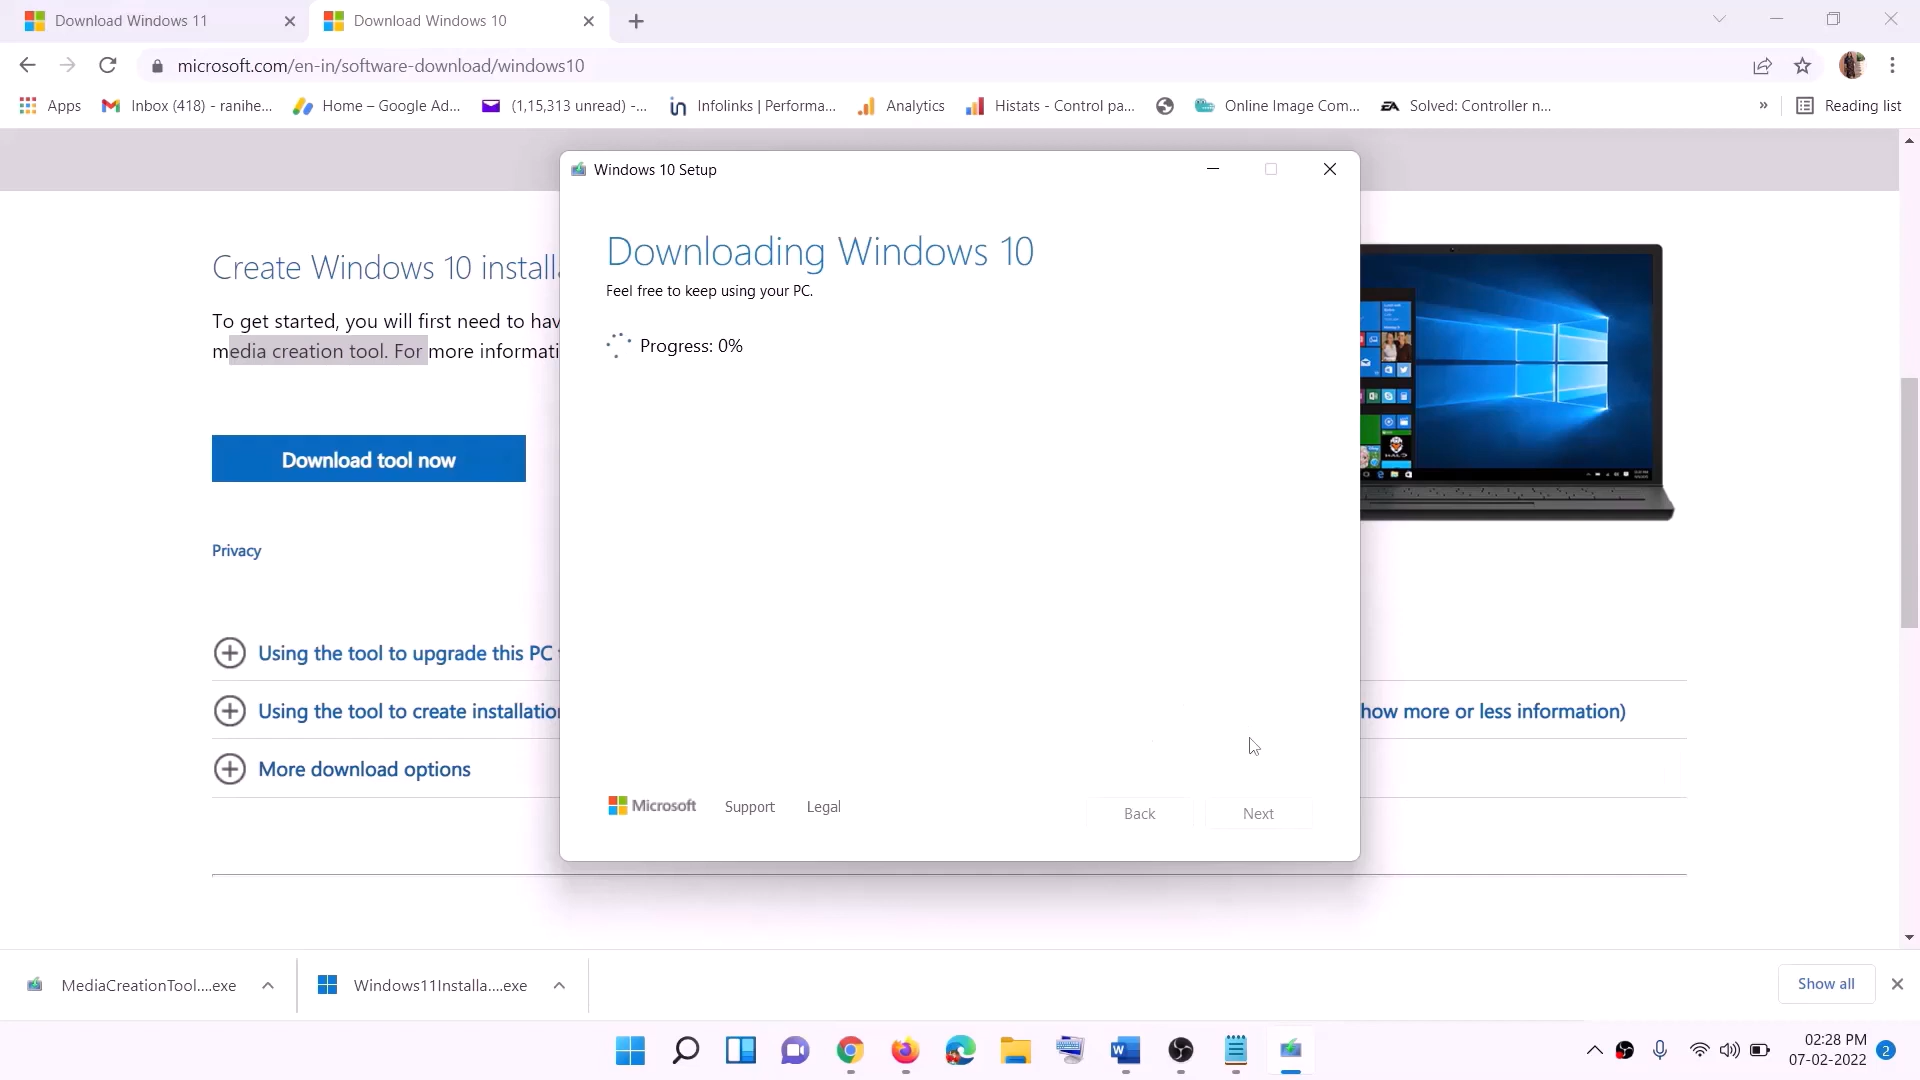 Download Windows 11
Download Windows 10
microsoft.com/en-in/software-download/windows10
Apps
Inbox (418) - ranihe...
Home – Google Ad...
(1,15,313 unread) -...
Infolinks | Performa...
Analytics
Histats - Control pa...
Online Image Com...
Solved: Controller n...
»
Reading list
Windows 10 Setup
Downloading Windows 10
Feel free to keep using your PC.
Progress: 0%
Create Windows 10 install
To get started, you will first need to hav
media creation tool. For more informati
Download tool now
Privacy
Using the tool to upgrade this PC
Using the tool to create installation
how more or less information)
More download options
Microsoft
Support
Legal
Back
Next
MediaCreationTool....exe
Windows11Installa....exe
Show all
02:28 PM
07-02-2022
2